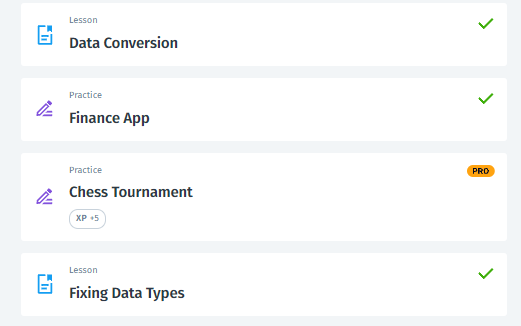 Lesson
Data Conversion
Practice
Finance App
Practice
PRO
Chess Tournament
XP +5
Lesson
Fixing Data Types